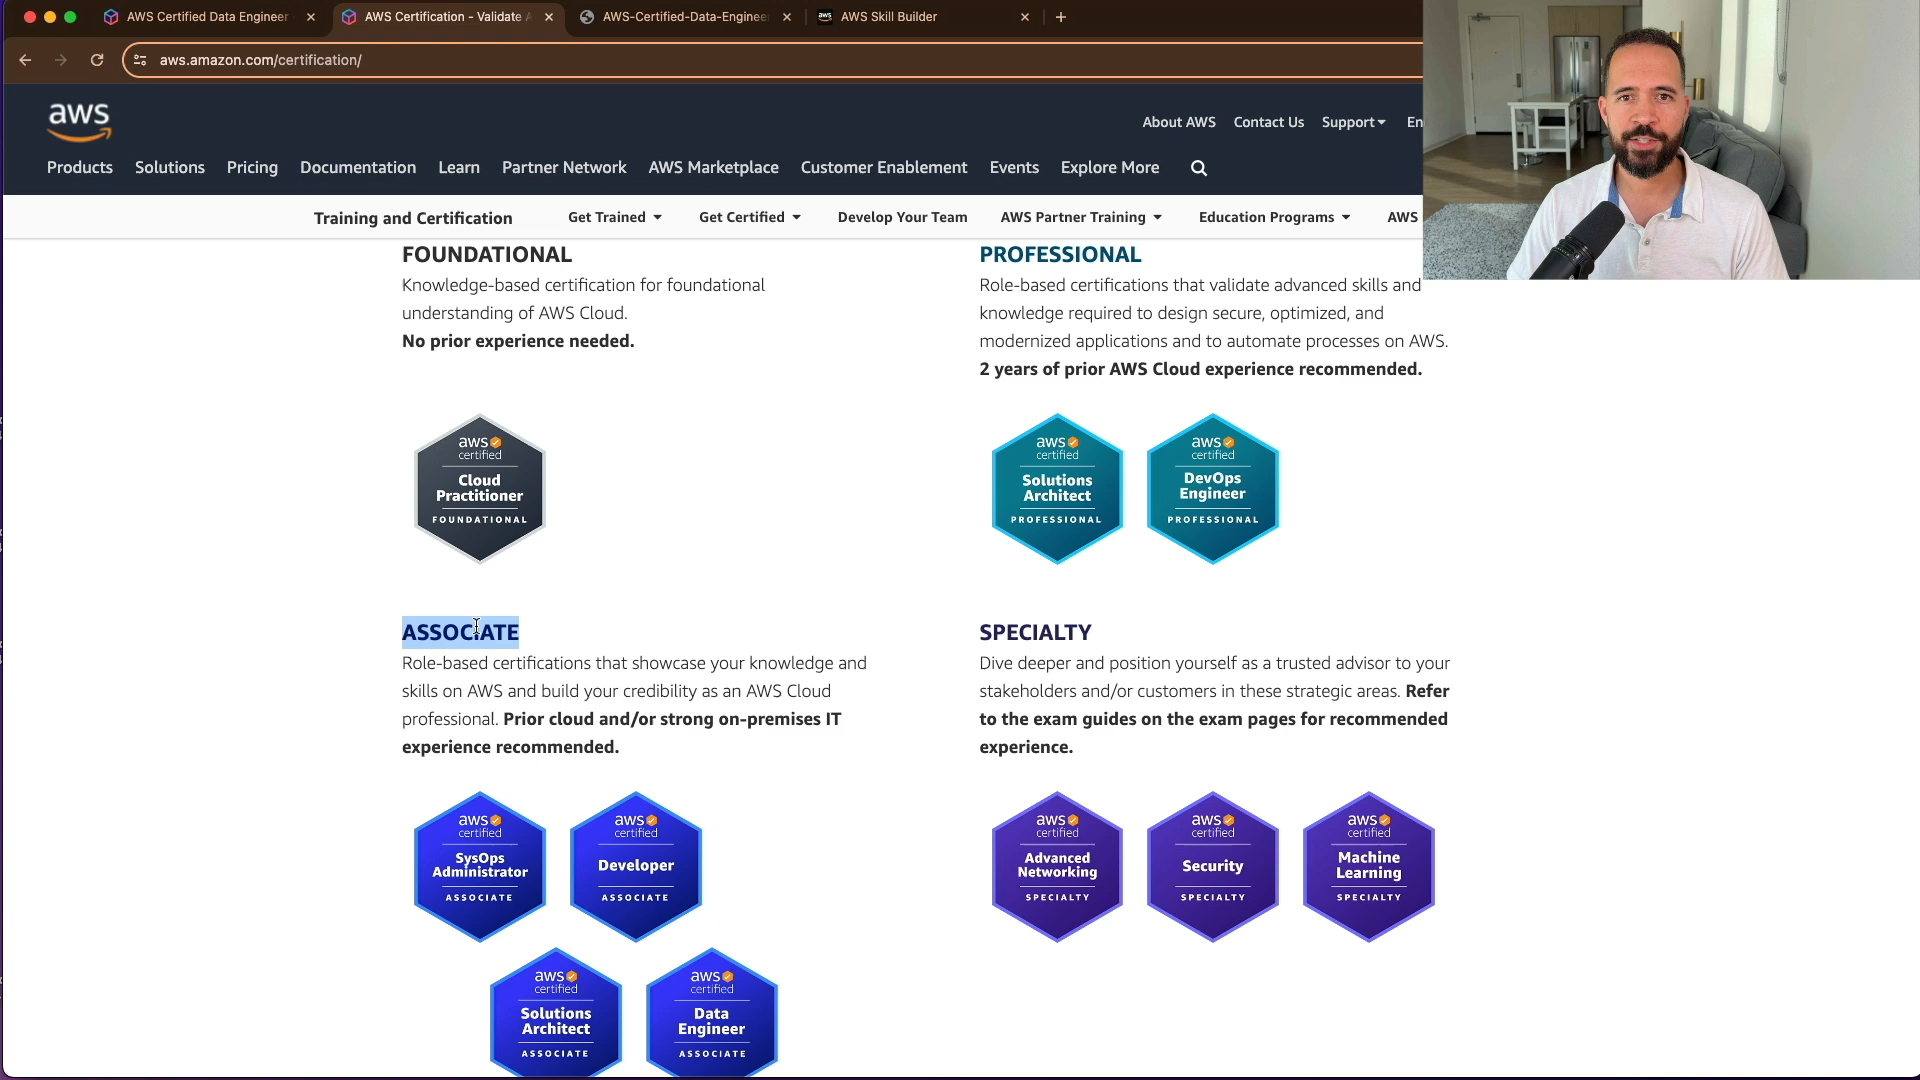 AWS Certified Data Engineer
AWS Certification - Validate A
AWS-Certified-Data-Enginee
aws
AWS Skill Builder
aws.amazon.com/certification/
aws
About AWS
Contact Us
Support
En
Products
Solutions
Pricing
Documentation
Learn
Partner Network
AWS Marketplace
Customer Enablement
Events
Explore More
Training and Certification
Get Trained
Get Certified
Develop Your Team
AWS Partner Training
Education Programs
AWS
FOUNDATIONAL
Knowledge-based certification for foundational
understanding of AWS Cloud.
No prior experience needed.
aws
certified
Cloud
Practitioner
FOUNDATIONAL
PROFESSIONAL
Role-based certifications that validate advanced skills and
knowledge required to design secure, optimized, and
modernized applications and to automate processes on AWS.
2 years of prior AWS Cloud experience recommended.
aws
certified
Solutions
Architect
PROFESSIONAL
aws
certified
DevOps
Engineer
PROFESSIONAL
ASSOCIATE
Role-based certifications that showcase your knowledge and
skills on AWS and build your credibility as an AWS Cloud
professional. Prior cloud and/or strong on-premises IT
experience recommended.
aws
certified
SysOps
Administrator
ASSOCIATE
aws
certified
Developer
ASSOCIATE
aws
certified
Solutions
Architect
ASSOCIATE
aws
certified
Data
Engineer
ASSOCIATE
SPECIALTY
Dive deeper and position yourself as a trusted advisor to your
stakeholders and/or customers in these strategic areas. Refer
to the exam guides on the exam pages for recommended
experience.
aws
certified
Advanced
Networking
SPECIALTY
aws
certified
Security
SPECIALTY
aws
certified
Machine
Learning
SPECIALTY